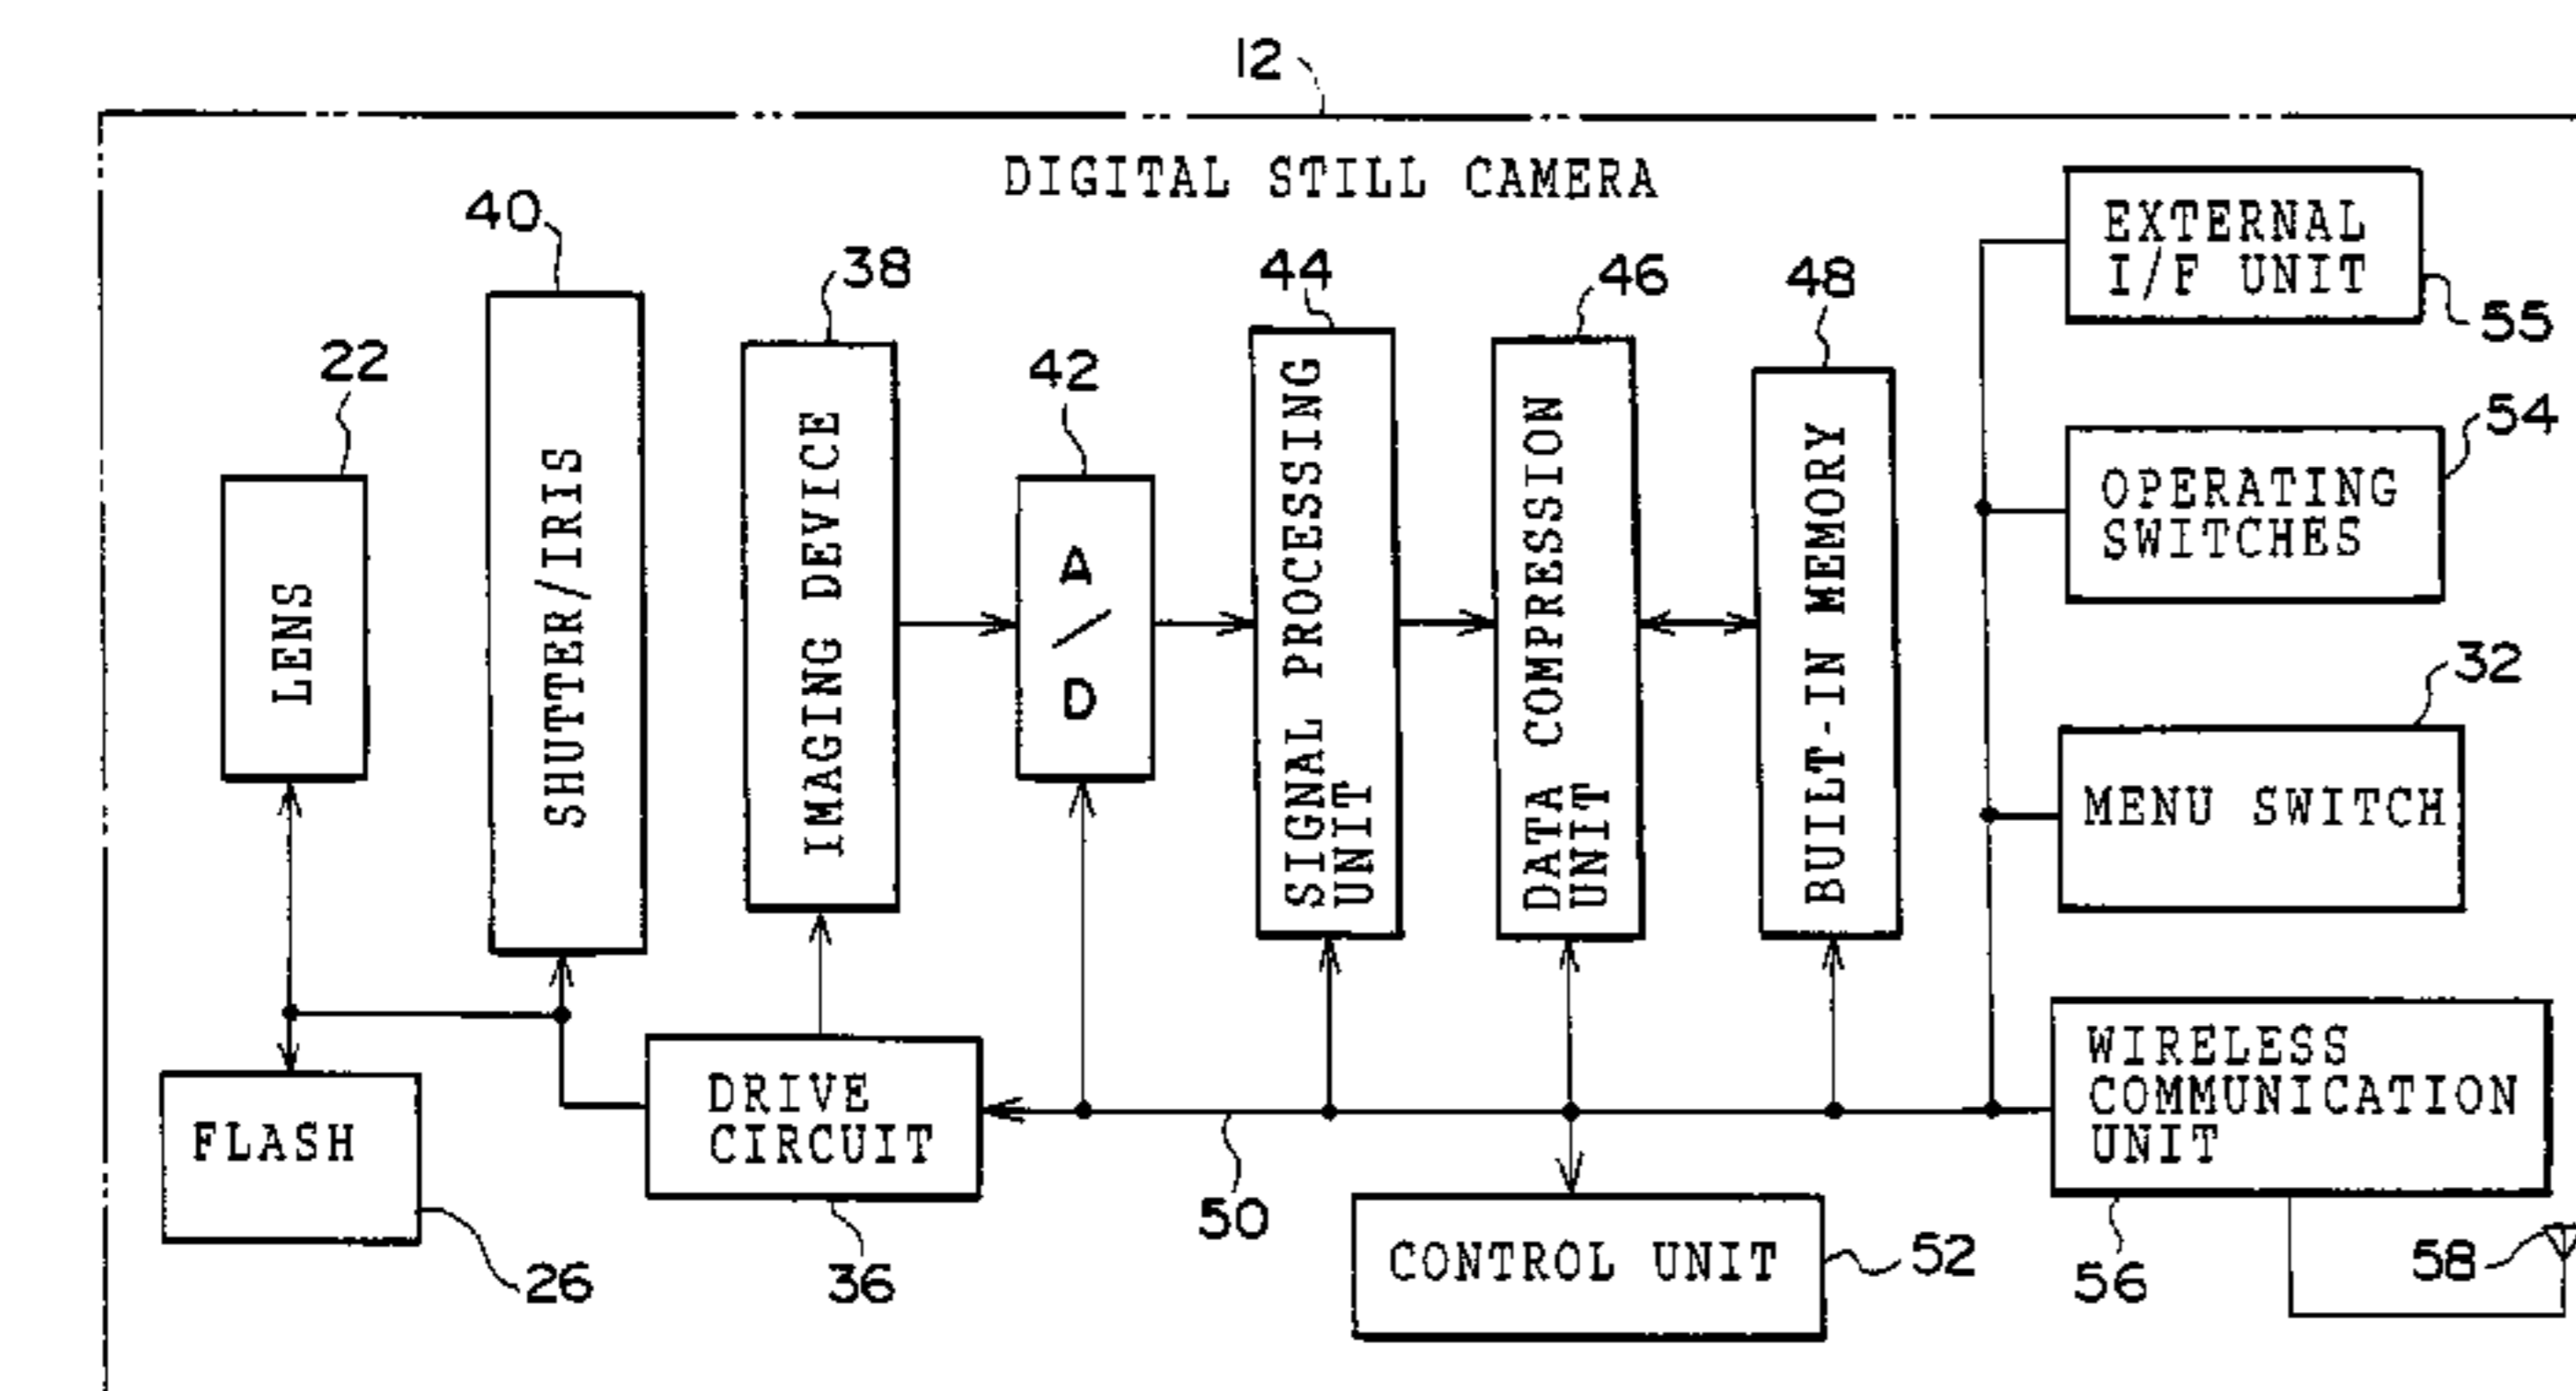 12
DIGITAL STILL CAMERA
40
38
44
46
48
EXTERNAL
I/F UNIT
55
22
42
54
OPERATING
SWITCHES
LENS
SHUTTER/IRIS
IMAGING DEVICE
A
/
D
SIGNAL PROCESSING
UNIT
DATA COMPRESSION
UNIT
BUILT-IN MEMORY
32
MENU SWITCH
FLASH
26
DRIVE
CIRCUIT
36
50
CONTROL UNIT
52
WIRELESS
COMMUNICATION
UNIT
56
58